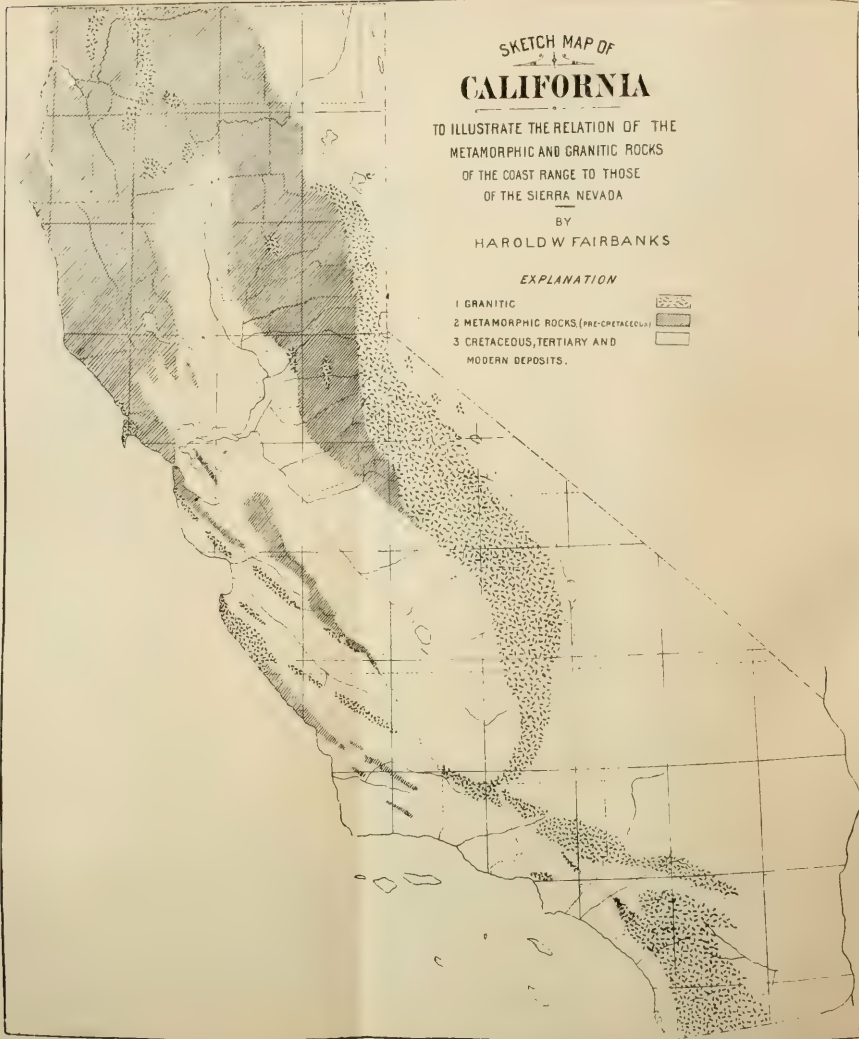 SKETCH MAP OF
CALIFORNIA
TO ILLUSTRATE THE RELATION OF THE
METAMORPHIC AND GRANITIC ROCKS
OF THE COAST RANGE TO THOSE
OF THE SIERRA NEVADA
BY
HAROLD W FAIRBANKS
EXPLANATION
1 GRANITIC
2 METAMORPHIC ROCKS, (PRE-CRETACEOUS)
3 CRETACEOUS, TERTIARY AND
MODERN DEPOSITS.